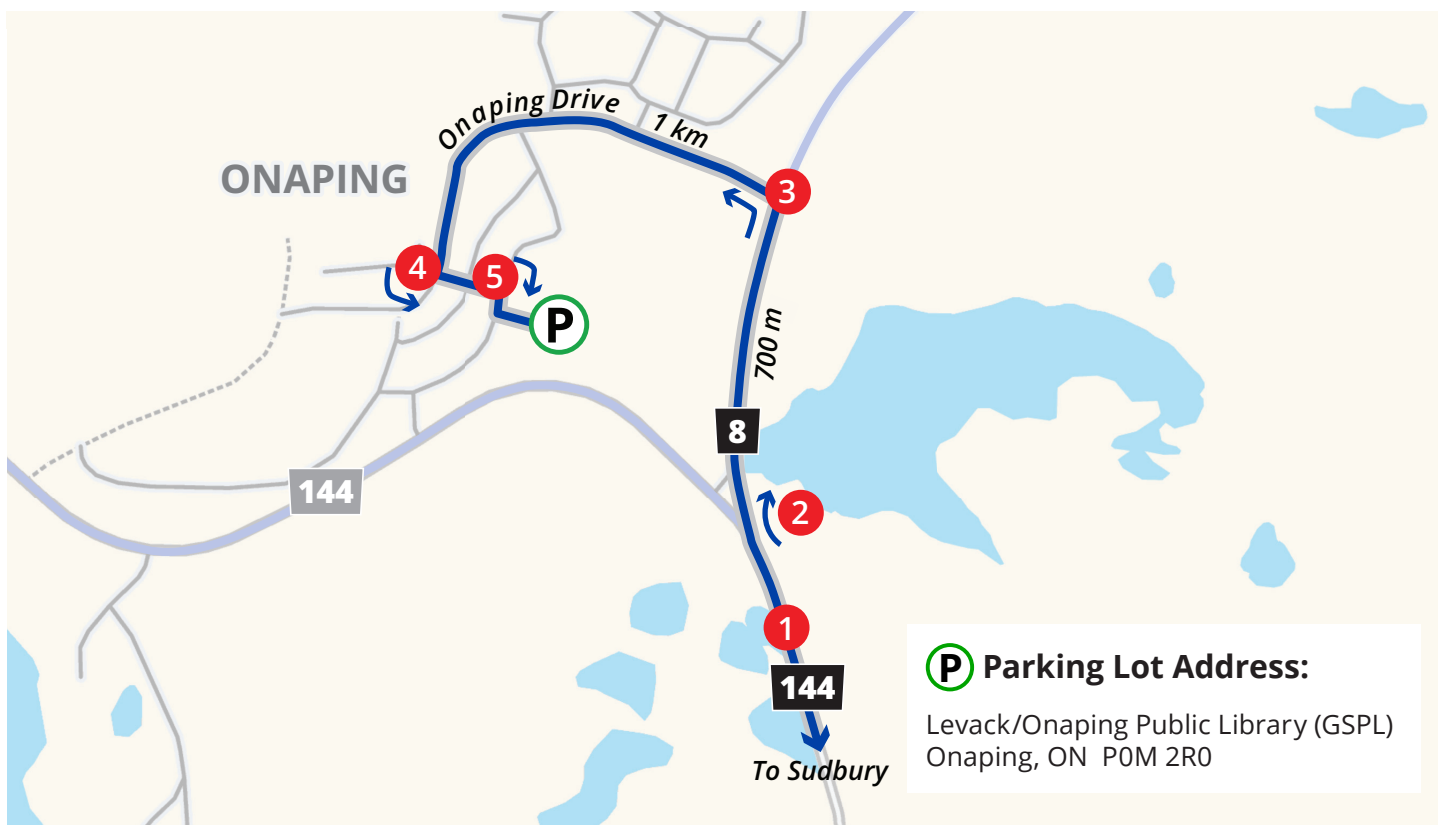 Onaping Drive
1 km
ONAPING
3
4
5
P
700 m
8
144
2
1
144
To Sudbury
P Parking Lot Address:
Levack/Onaping Public Library (GSPL)
Onaping, ON  P0M 2R0